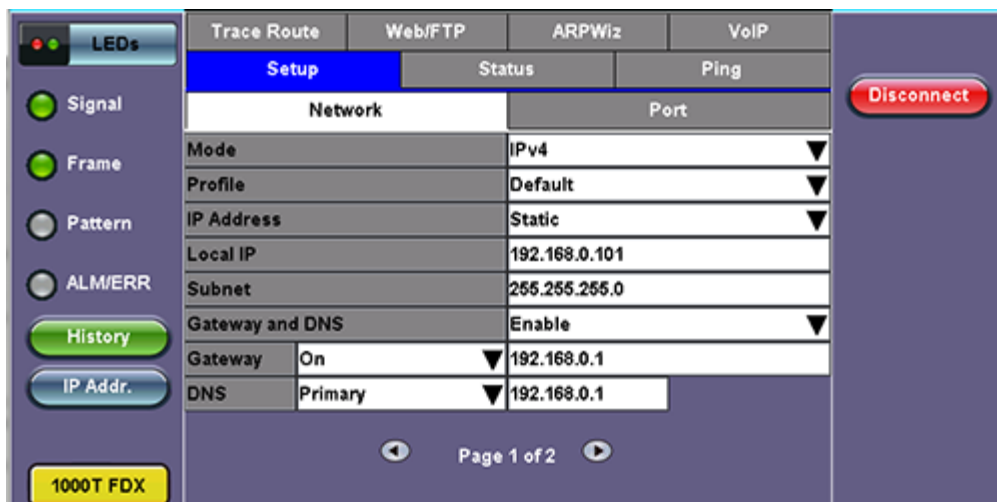 LEDs
Signal
Frame
Pattern
ALM/ERR
History
IP Addr.
1000T FDX
Trace Route Web/FTP ARPWiz VoIP
Setup Status Ping
Network Port
Mode IPv4
Profile Default
IP Address Static
Local IP 192.168.0.101
Subnet 255.255.255.0
Gateway and DNS Enable
Gateway On 192.168.0.1
DNS Primary 192.168.0.1
Page 1 of 2
Disconnect